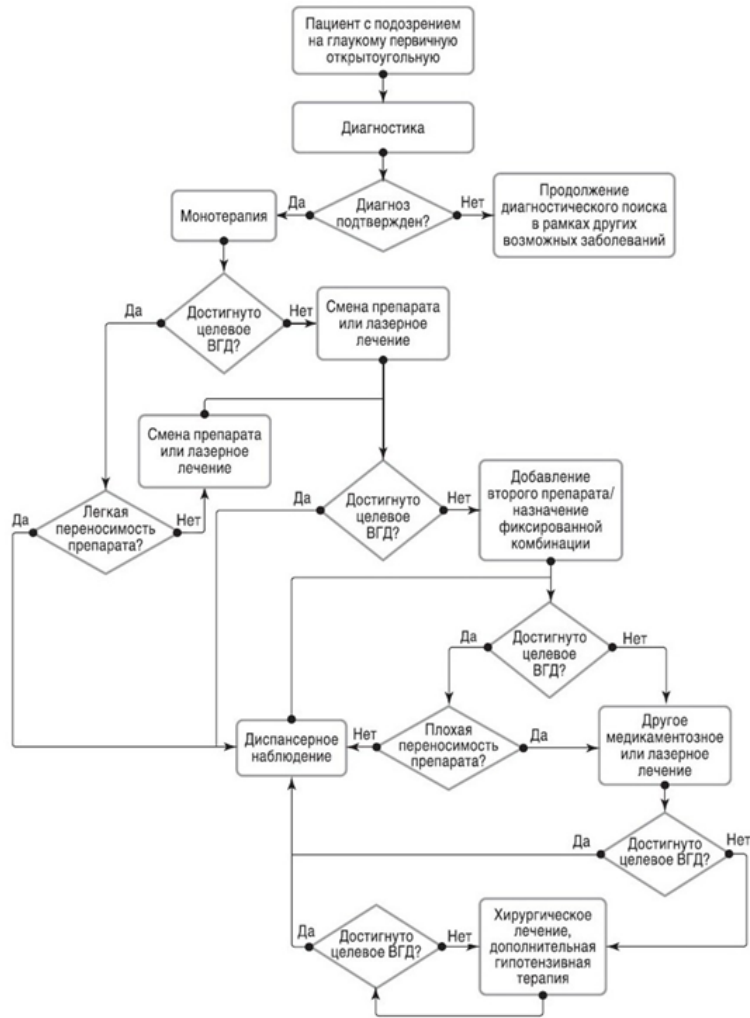 Пациент с подозрением
на глаукому первичную
открытоугольную
Диагностика
Диагноз
подтвержден?
Да
Нет
Монотерапия
Продолжение
диагностического поиска
в рамках других
возможных заболеваний
Достигнуто
целевое
ВГД?
Да
Нет
Смена препарата
или лазерное
лечение
Смена препарата
или лазерное
лечение
Легкая
переносимость
препарата?
Да
Нет
Достигнуто
целевое
ВГД?
Да
Нет
Добавление
второго препарата/
назначение
фиксированной
комбинации
Достигнуто
целевое
ВГД?
Да
Нет
Диспансерное
наблюдение
Нет
Плохая
переносимость
препарата?
Да
Другое
медикаментозное
или лазерное
лечение
Да
Достигнуто
целевое ВГД?
Нет
Да
Достигнуто
целевое ВГД?
Нет
Хирургическое
лечение,
дополнительная
гипотензивная
терапия